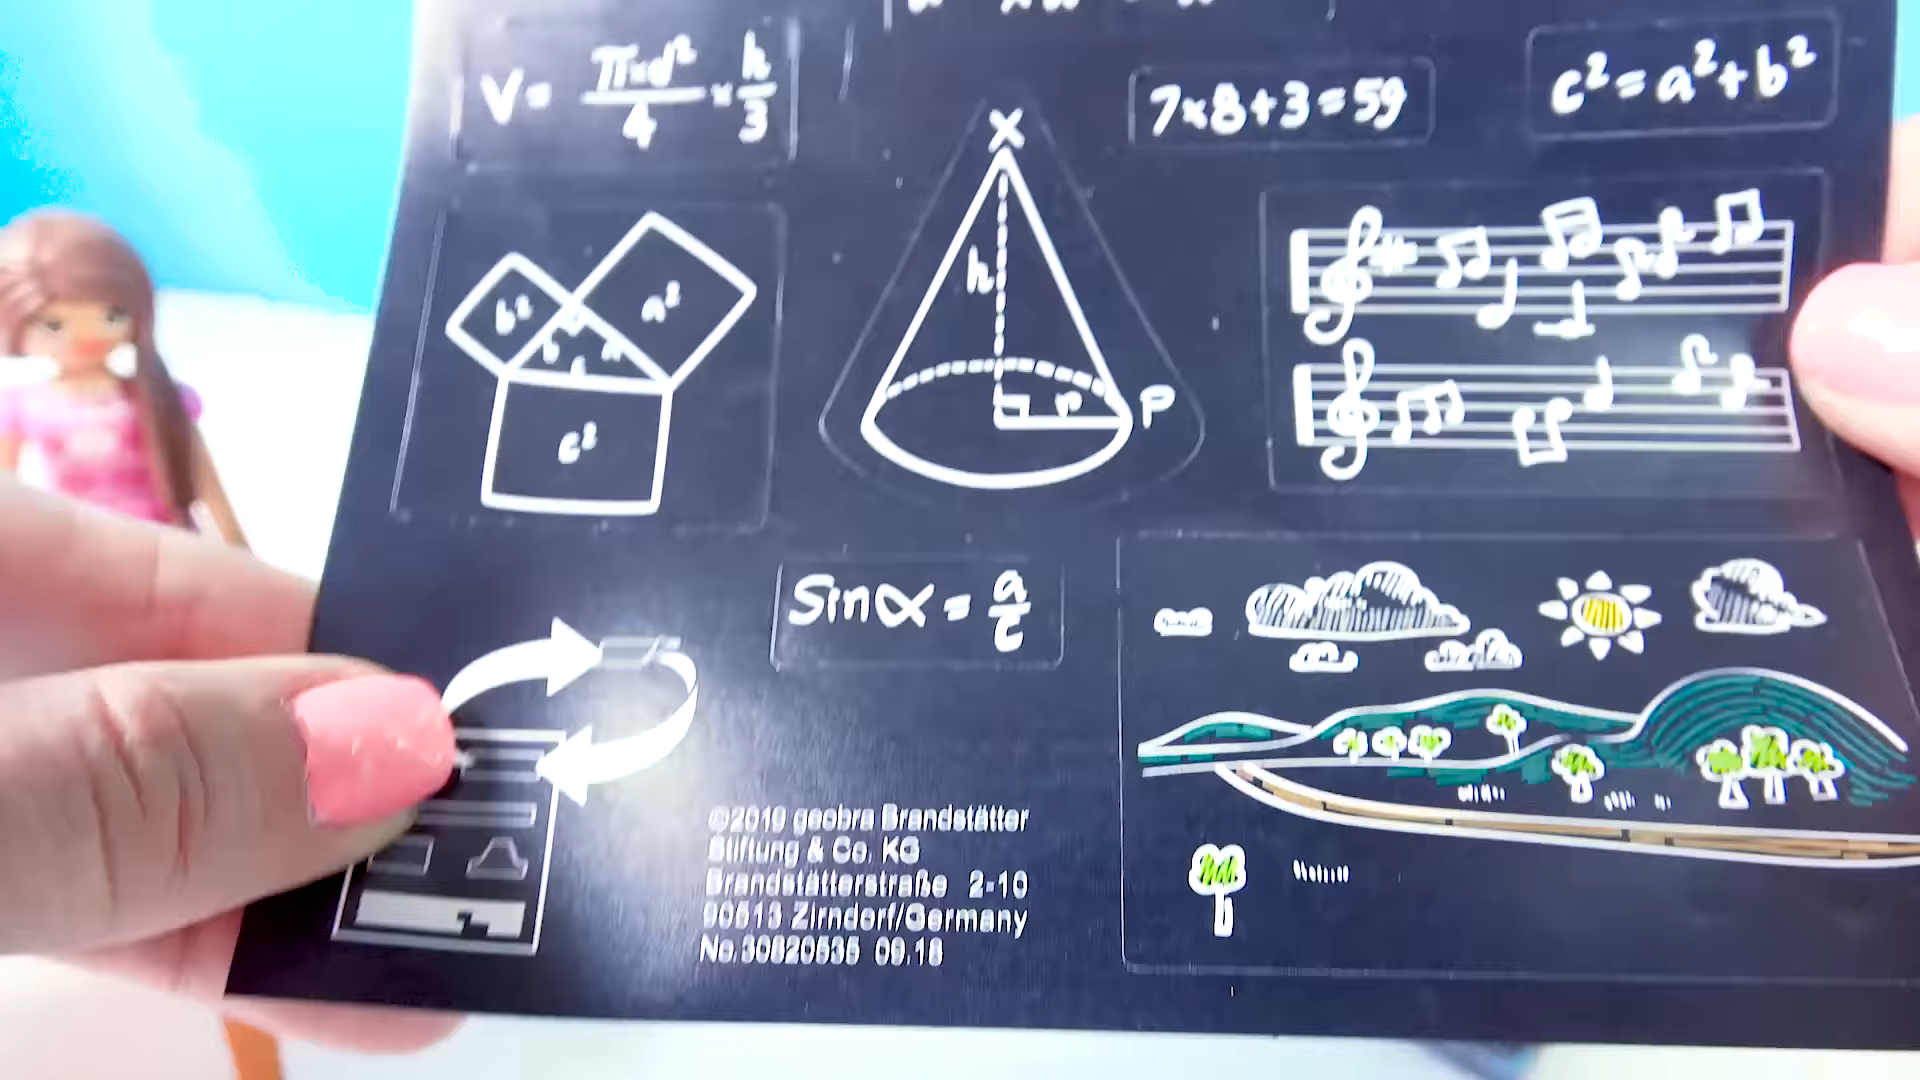 V = π×d²/4 × h/3
7×8+3=59
c²=a²+b²
X
h
r
P
b²
a²
b
a
c
c²
Sin α = a/c
©2019 geobra Brandstätter
Stiftung & Co. KG
Brandstätterstraße 2-10
90513 Zirndorf/Germany
No.30820535 09.18